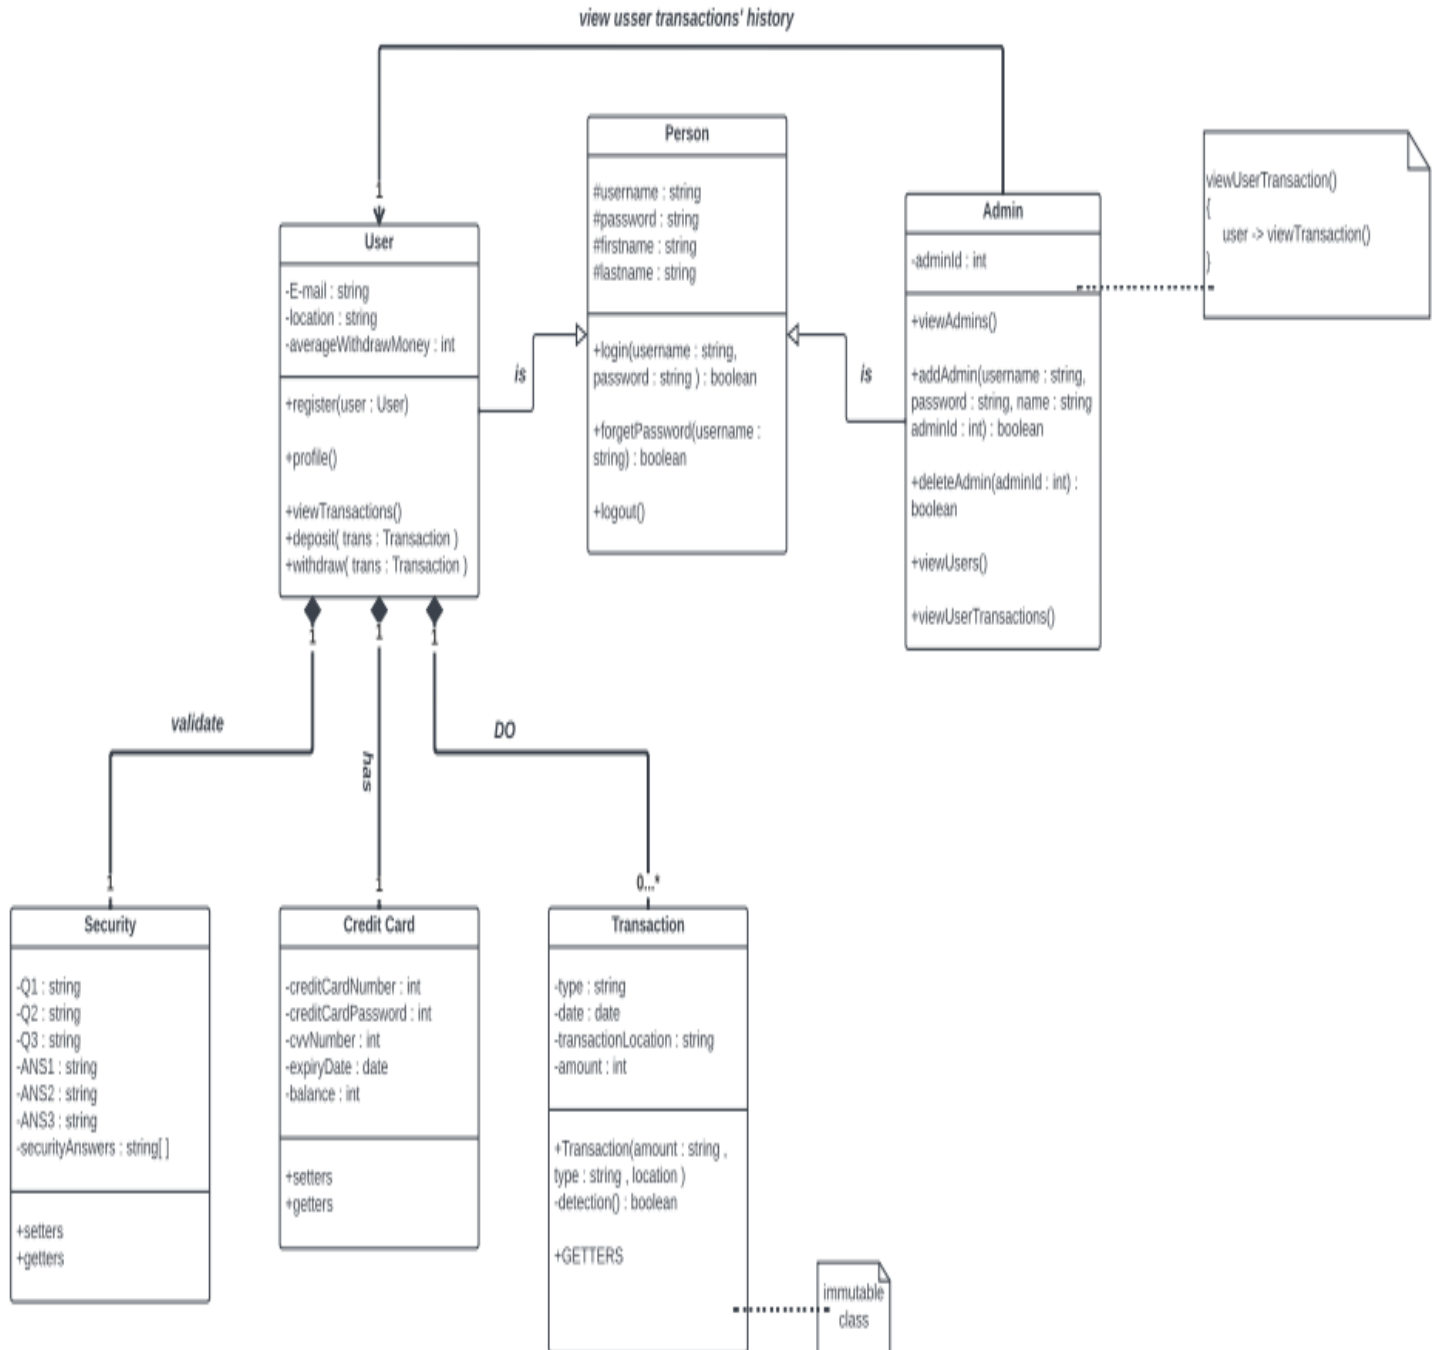 view usser transactions' history
Person
#username : string
#password : string
#firstname : string
#lastname : string
+login(username : string,
password : string ) : boolean
+forgetPassword(username :
string) : boolean
+logout()
Admin
-adminId : int
+viewAdmins()
+addAdmin(username : string,
password : string, name : string
adminId : int) : boolean
+deleteAdmin(adminId : int) :
boolean
+viewUsers()
+viewUserTransactions()
viewUserTransaction()
{
user -> viewTransaction()
}
1
User
-E-mail : string
-location : string
-averageWithdrawMoney : int
+register(user : User)
+profile()
+viewTransactions()
+deposit( trans : Transaction )
+withdraw( trans : Transaction )
is
is
1
1
1
validate
has
DO
1
1
0...*
Security
-Q1 : string
-Q2 : string
-Q3 : string
-ANS1 : string
-ANS2 : string
-ANS3 : string
-securityAnswers : string[ ]
+setters
+getters
Credit Card
-creditCardNumber : int
-creditCardPassword : int
-cvvNumber : int
-expiryDate : date
-balance : int
+setters
+getters
Transaction
-type : string
-date : date
-transactionLocation : string
-amount : int
+Transaction(amount : string ,
type : string , location )
-detection() : boolean
+GETTERS
immutable
class